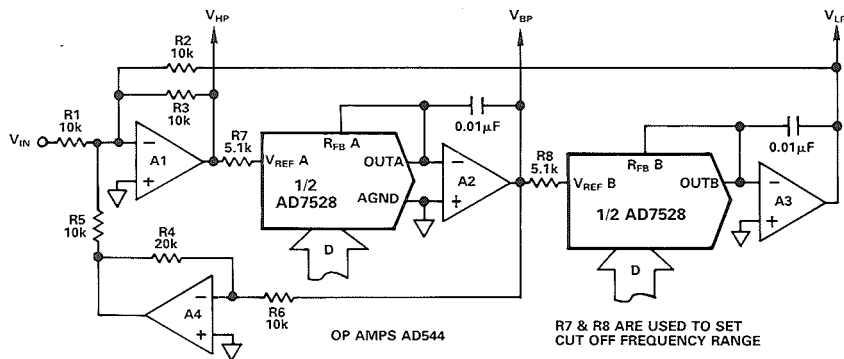 V_HP
V_BP
V_LP
R2
10k
R3
10k
R1
10k
V_IN
−
+
A1
R7
5.1k
V_REF A
R_FB A
OUTA
1/2
AD7528
AGND
D
0.01μF
−
+
A2
R8
5.1k
V_REF B
R_FB B
OUTB
1/2 AD7528
D
0.01μF
−
+
A3
R5
10k
R4
20k
A4
−
+
R6
10k
OP AMPS AD544
R7 & R8 ARE USED TO SET
CUT OFF FREQUENCY RANGE